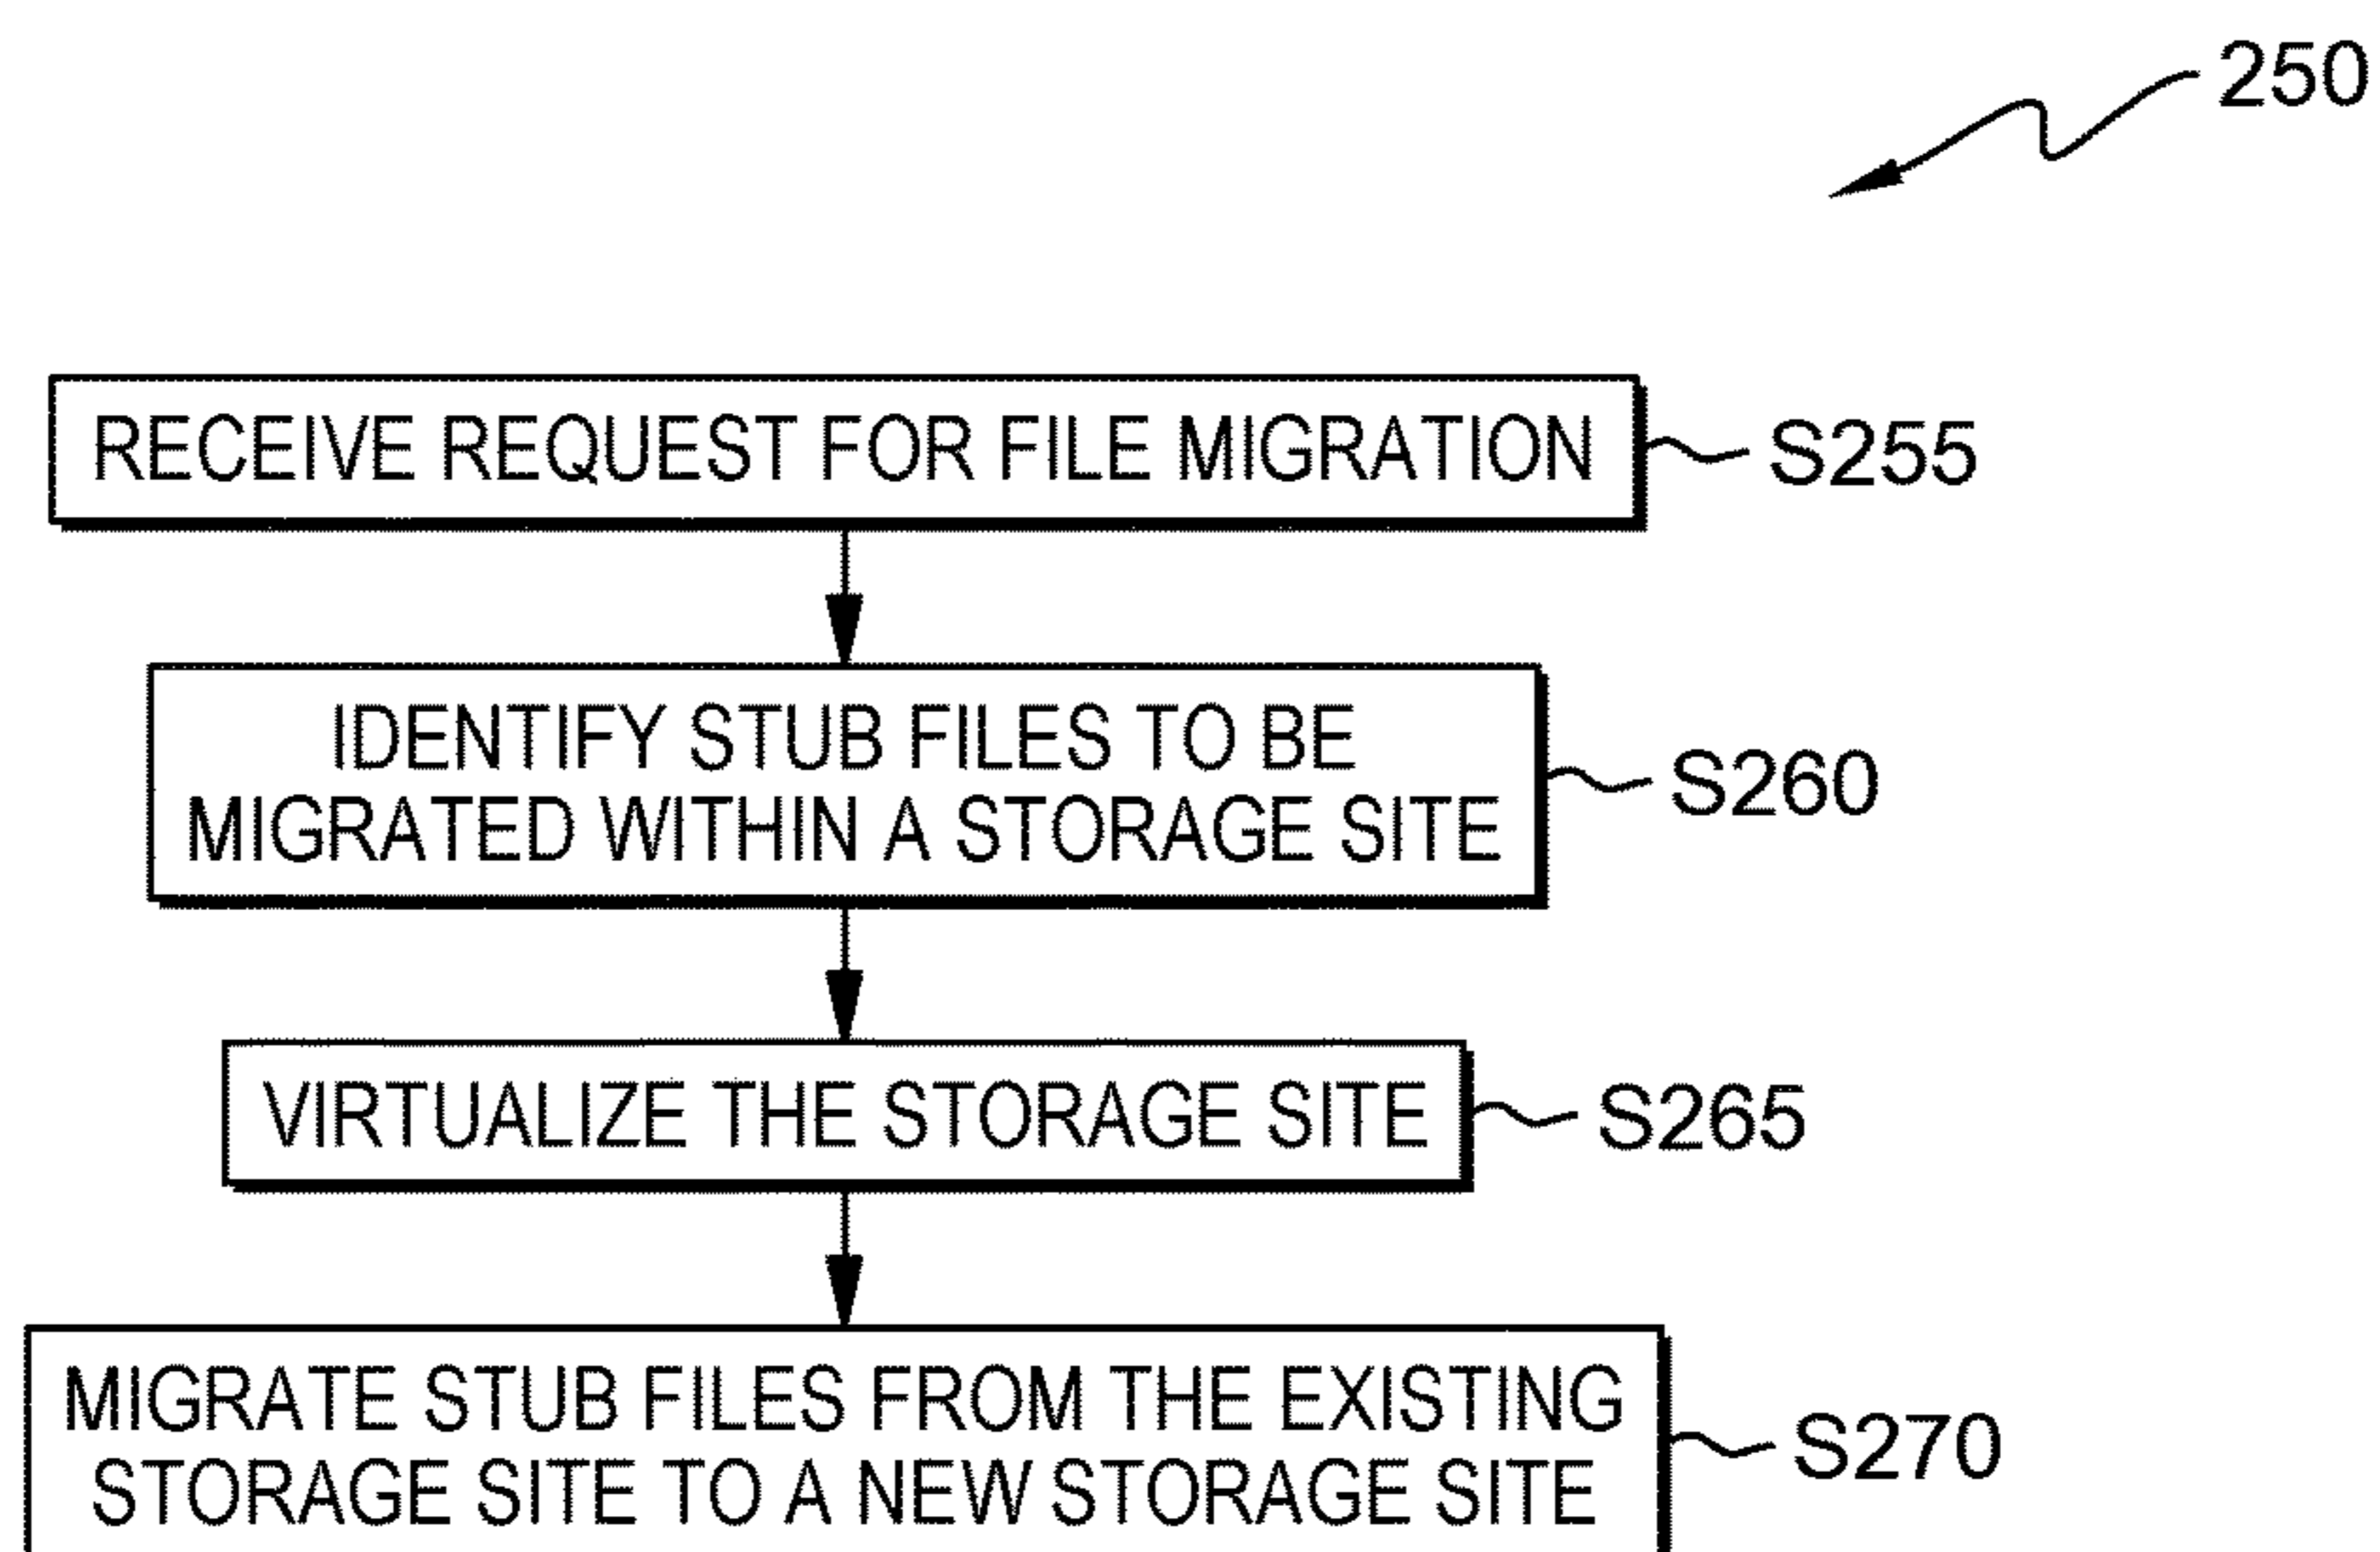 250
RECEIVE REQUEST FOR FILE MIGRATION
S255
IDENTIFY STUB FILES TO BE
MIGRATED WITHIN A STORAGE SITE
S260
VIRTUALIZE THE STORAGE SITE
S265
MIGRATE STUB FILES FROM THE EXISTING
STORAGE SITE TO A NEW STORAGE SITE
S270